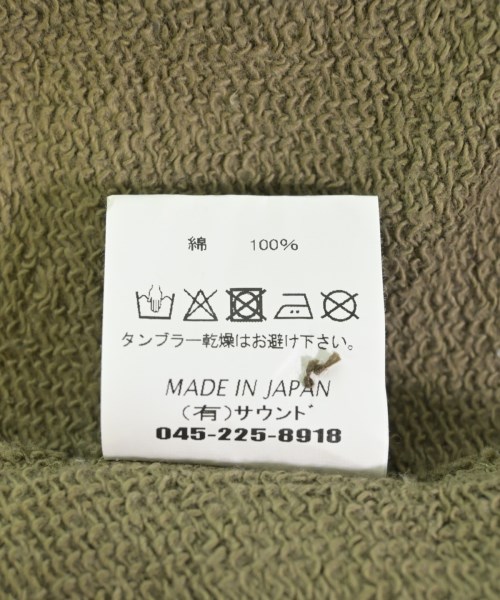 綿 100%
タンブラー乾燥はお避け下さい。
MADE IN JAPAN
(有)サウンド
045-225-8918